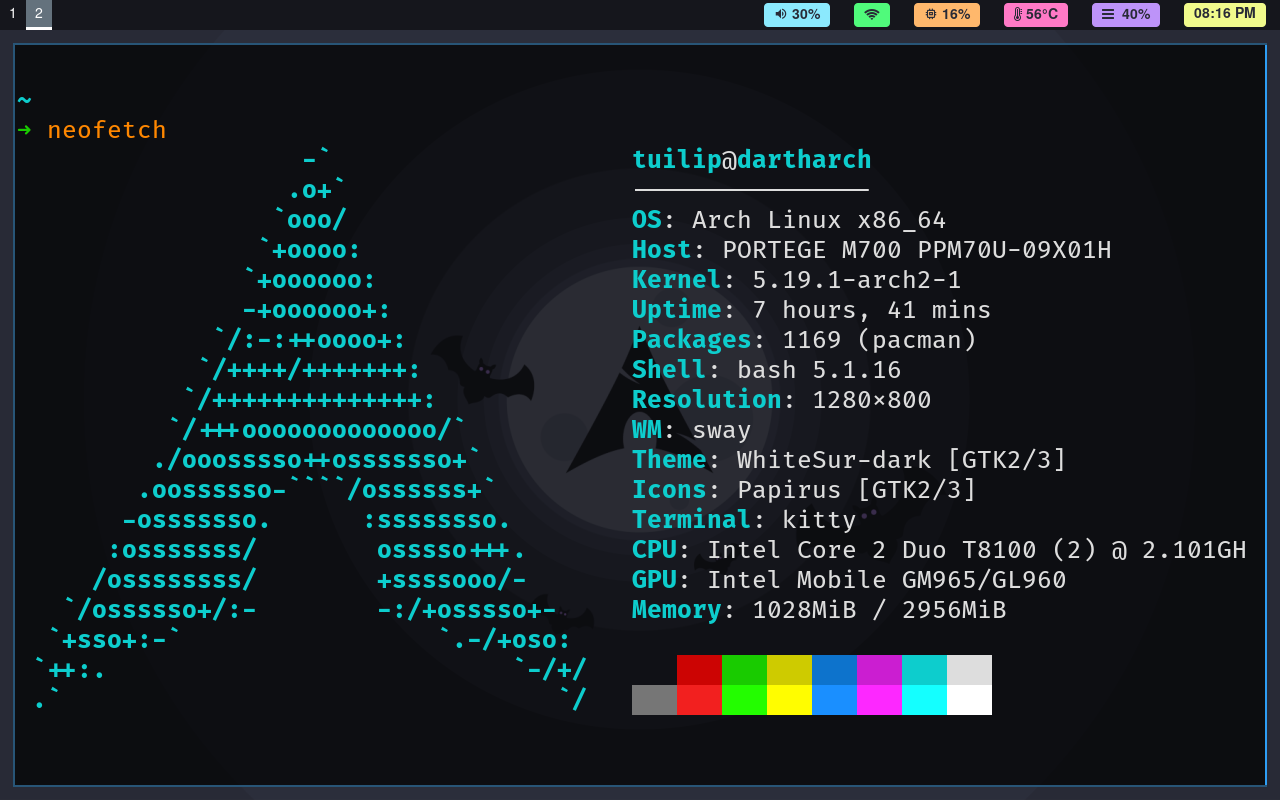 1 2 30% 16% 56°C 40% 08:16 PM
~
➜ neofetch
-`
.o+`
`ooo/
`+oooo:
`+oooooo:
-+oooooo+:
`/:-:++oooo+:
`/++++/+++++++:
`/++++++++++++++:
`/+++ooooooooooooo/`
./ooosssso++osssssso+`
.oossssso-````/ossssss+`
-osssssso. :ssssssso.
:osssssss/ osssso+++.
/ossssssss/ +ssssooo/-
`/ossssso+/:- -:/+osssso+-
`+sso+:-` `.-/+oso:
`++:. `-/+/
.` `/
tuilip@dartharch
OS: Arch Linux x86_64
Host: PORTEGE M700 PPM70U-09X01H
Kernel: 5.19.1-arch2-1
Uptime: 7 hours, 41 mins
Packages: 1169 (pacman)
Shell: bash 5.1.16
Resolution: 1280×800
WM: sway
Theme: WhiteSur-dark [GTK2/3]
Icons: Papirus [GTK2/3]
Terminal: kitty
CPU: Intel Core 2 Duo T8100 (2) @ 2.101GH
GPU: Intel Mobile GM965/GL960
Memory: 1028MiB / 2956MiB